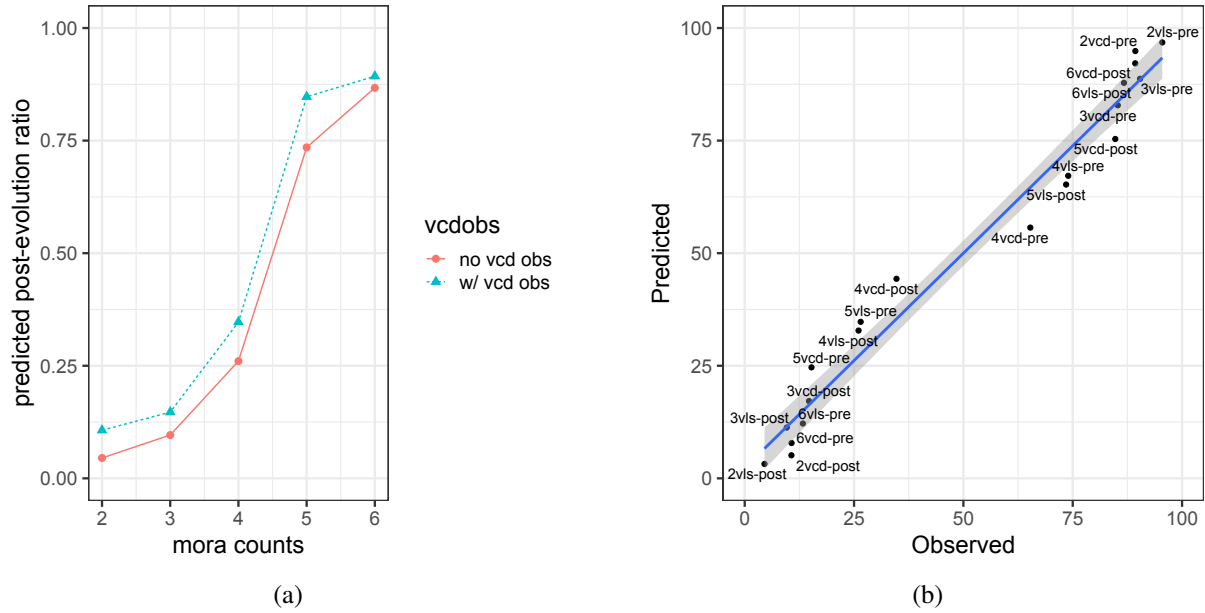 predicted post-evolution ratio
1.00
0.75
0.50
0.25
0.00
2 3 4 5 6
mora counts
vcdobs
no vcd obs
w/ vcd obs
(a)
Predicted
100
75
50
25
0
2vls-pre
2vcd-pre
6vcd-post
3vls-pre
6vls-post
3vcd-pre
5vcd-post
4vls-pre
5vls-post
4vcd-pre
4vcd-post
5vls-pre
4vls-post
5vcd-pre
3vcd-post
3vls-post
6vls-pre
6vcd-pre
2vcd-post
2vls-post
0 25 50 75 100
Observed
(b)